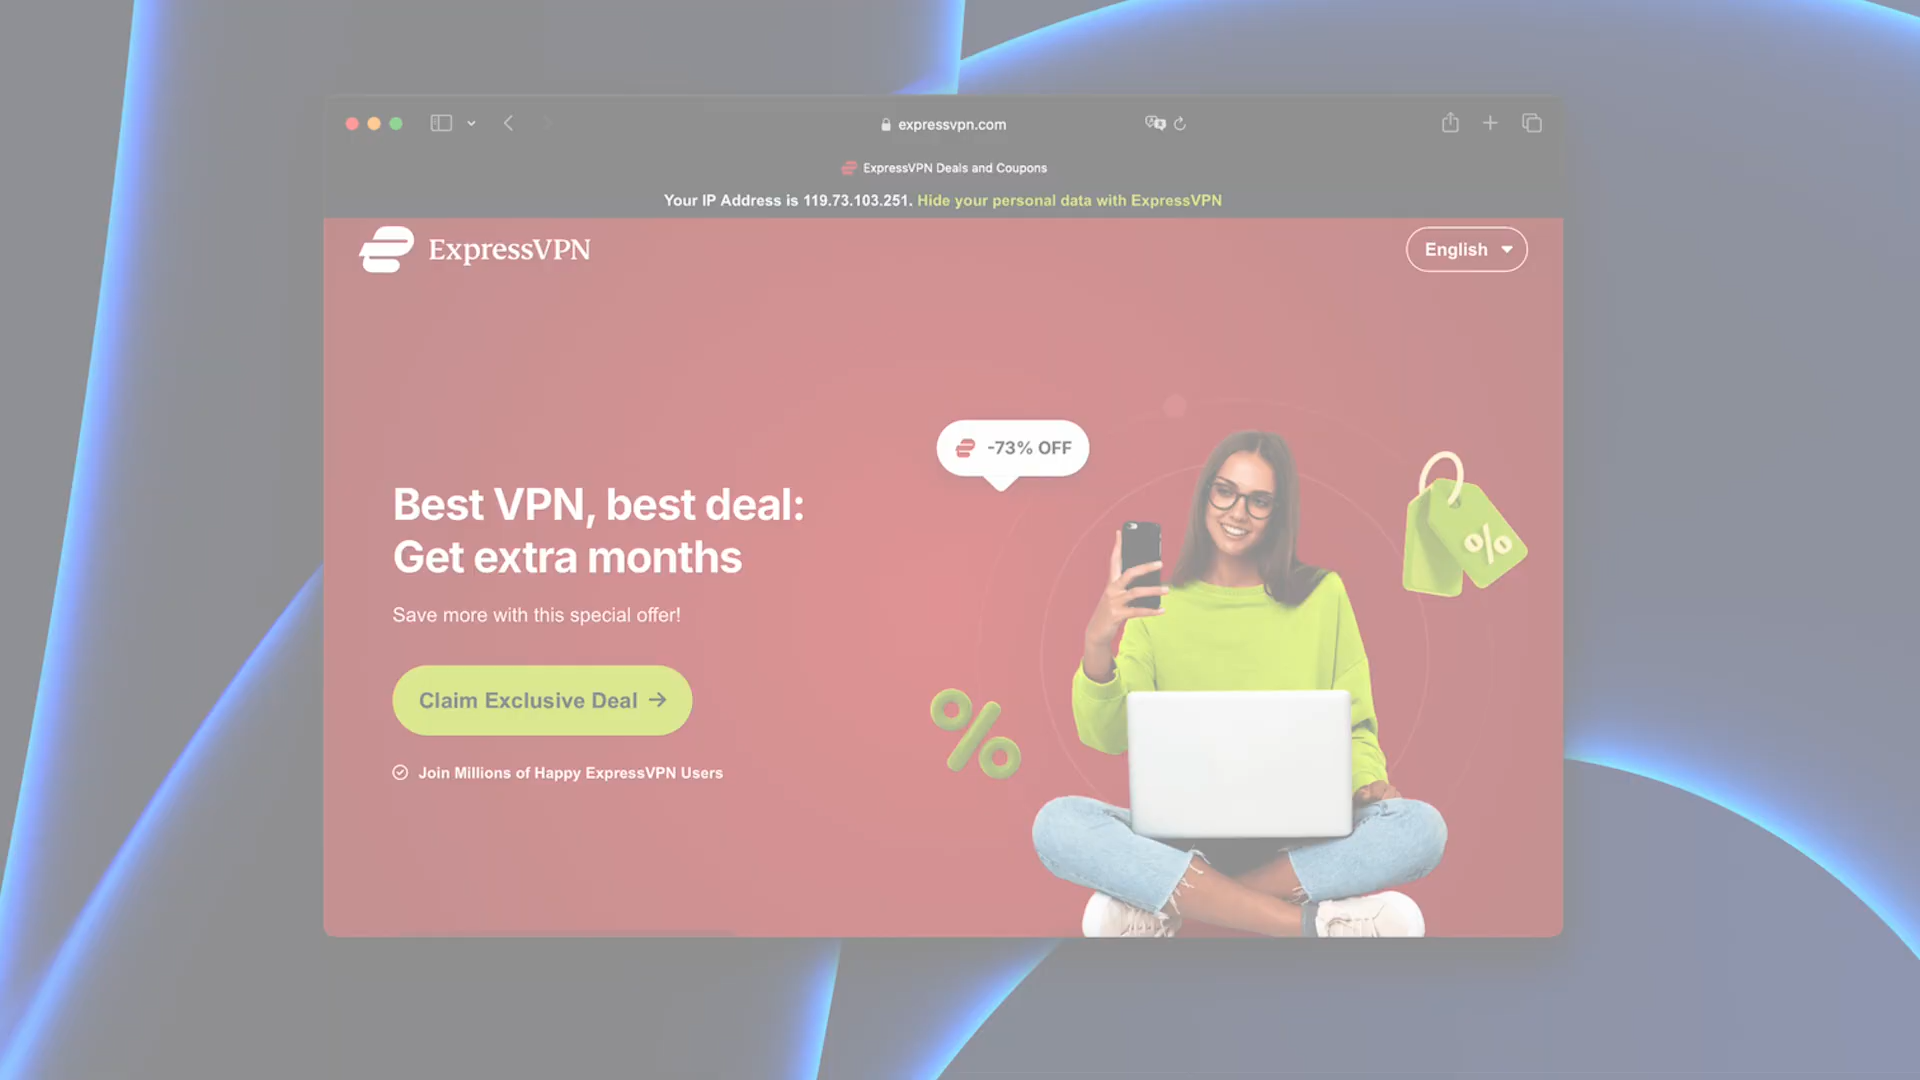 expressvpn.com
ExpressVPN Deals and Coupons
Your IP Address is 119.73.103.251. Hide your personal data with ExpressVPN
ExpressVPN
English
-73% OFF
Best VPN, best deal:
Get extra months
Save more with this special offer!
Claim Exclusive Deal →
Join Millions of Happy ExpressVPN Users